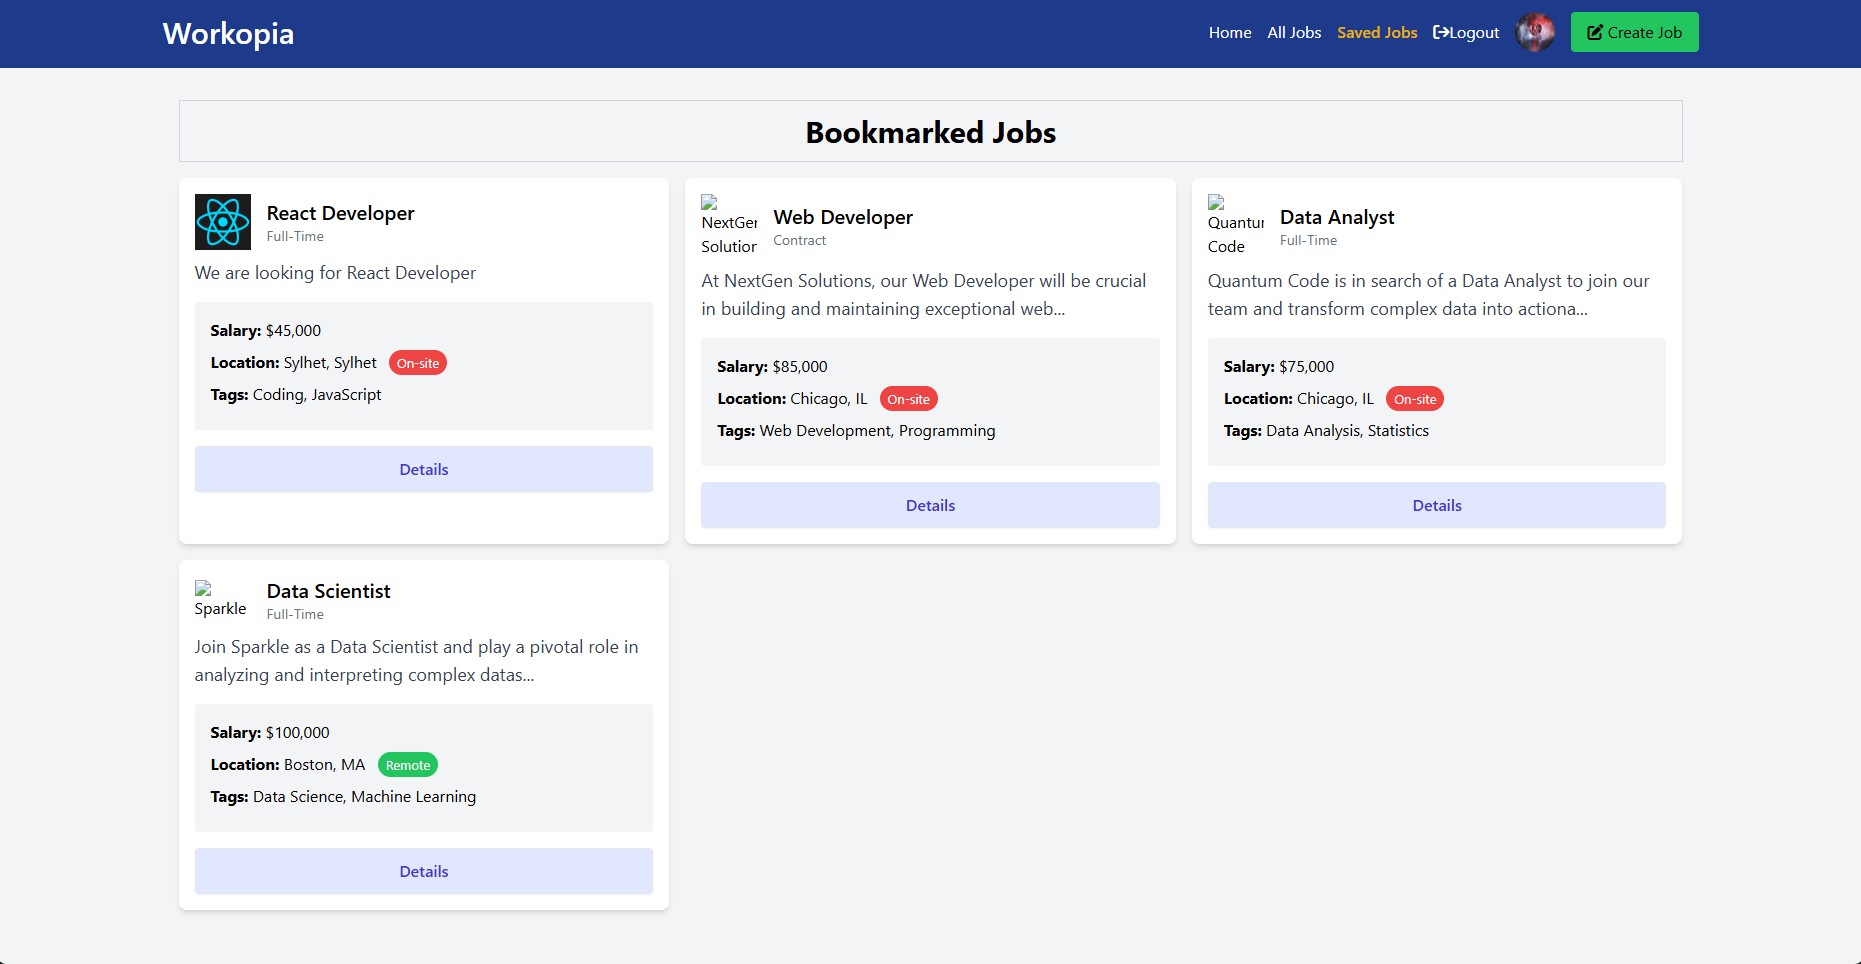 Workopia
Home All Jobs Saved Jobs Logout Create Job
Bookmarked Jobs
React Developer
Full-Time
We are looking for React Developer
Salary: $45,000
Location: Sylhet, Sylhet On-site
Tags: Coding, JavaScript
Details
NextGen
Solution
Web Developer
Contract
At NextGen Solutions, our Web Developer will be crucial
in building and maintaining exceptional web...
Salary: $85,000
Location: Chicago, IL On-site
Tags: Web Development, Programming
Details
Quantum
Code
Data Analyst
Full-Time
Quantum Code is in search of a Data Analyst to join our
team and transform complex data into actiona...
Salary: $75,000
Location: Chicago, IL On-site
Tags: Data Analysis, Statistics
Details
Sparkle
Data Scientist
Full-Time
Join Sparkle as a Data Scientist and play a pivotal role in
analyzing and interpreting complex datas...
Salary: $100,000
Location: Boston, MA Remote
Tags: Data Science, Machine Learning
Details